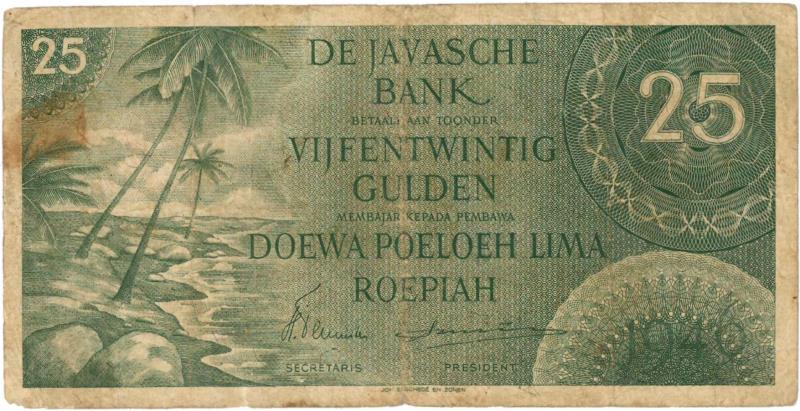 25
DE JAVASCHE
BANK
BETAALT AAN TOONDER
VIJFENTWINTIG
GULDEN
MEMBAJAR KEPADA PEMBAWA
DOEWA POELOEH LIMA
ROEPIAH
25
1946
SECRETARIS PRESIDENT
JOH. ENSCHEDÉ EN ZONEN